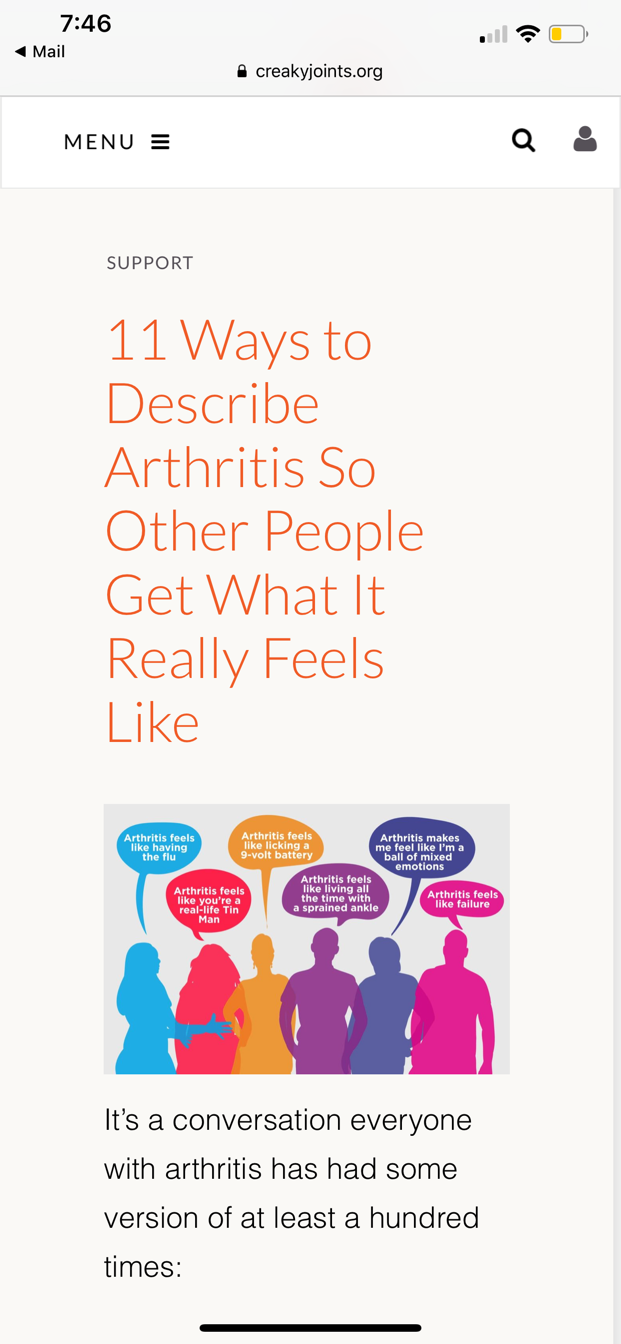 7:46
◀ Mail
creakyjoints.org
MENU
SUPPORT
11 Ways to
Describe
Arthritis So
Other People
Get What It
Really Feels
Like
Arthritis feels
like having
the flu
Arthritis feels
like you're a
real-life Tin
Man
Arthritis feels
like licking a
9-volt battery
Arthritis feels
like living all
the time with
a sprained ankle
Arthritis makes
me feel like I'm a
ball of mixed
emotions
Arthritis feels
like failure
It's a conversation everyone
with arthritis has had some
version of at least a hundred
times: